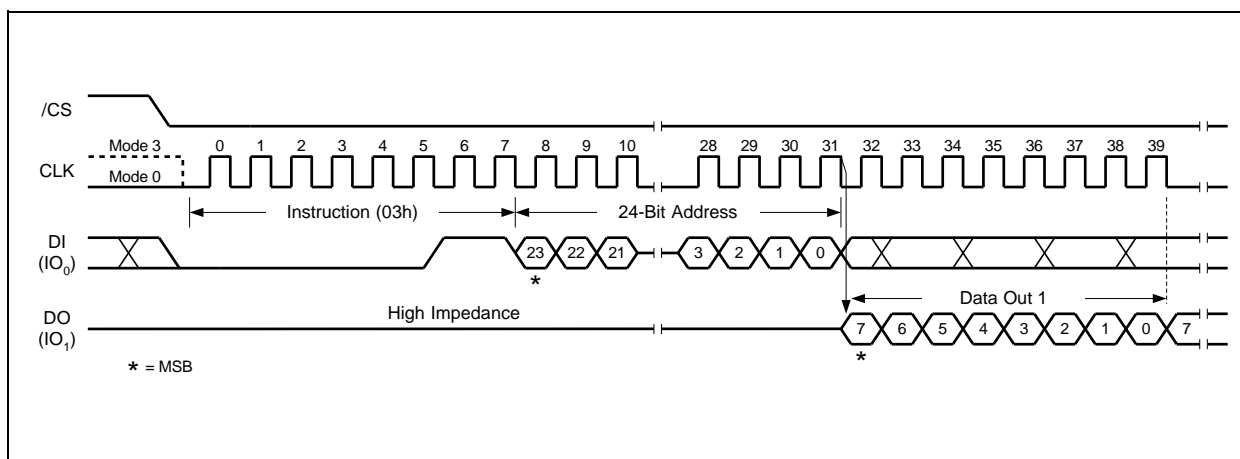 /CS
Mode 3 0 1 2 3 4 5 6 7 8 9 10 28 29 30 31 32 33 34 35 36 37 38 39
CLK
Mode 0
Instruction (03h) 24-Bit Address
DI
(IO₀)
23 22 21 3 2 1 0
*
High Impedance
Data Out 1
DO
(IO₁)
7 6 5 4 3 2 1 0 7
*
* = MSB